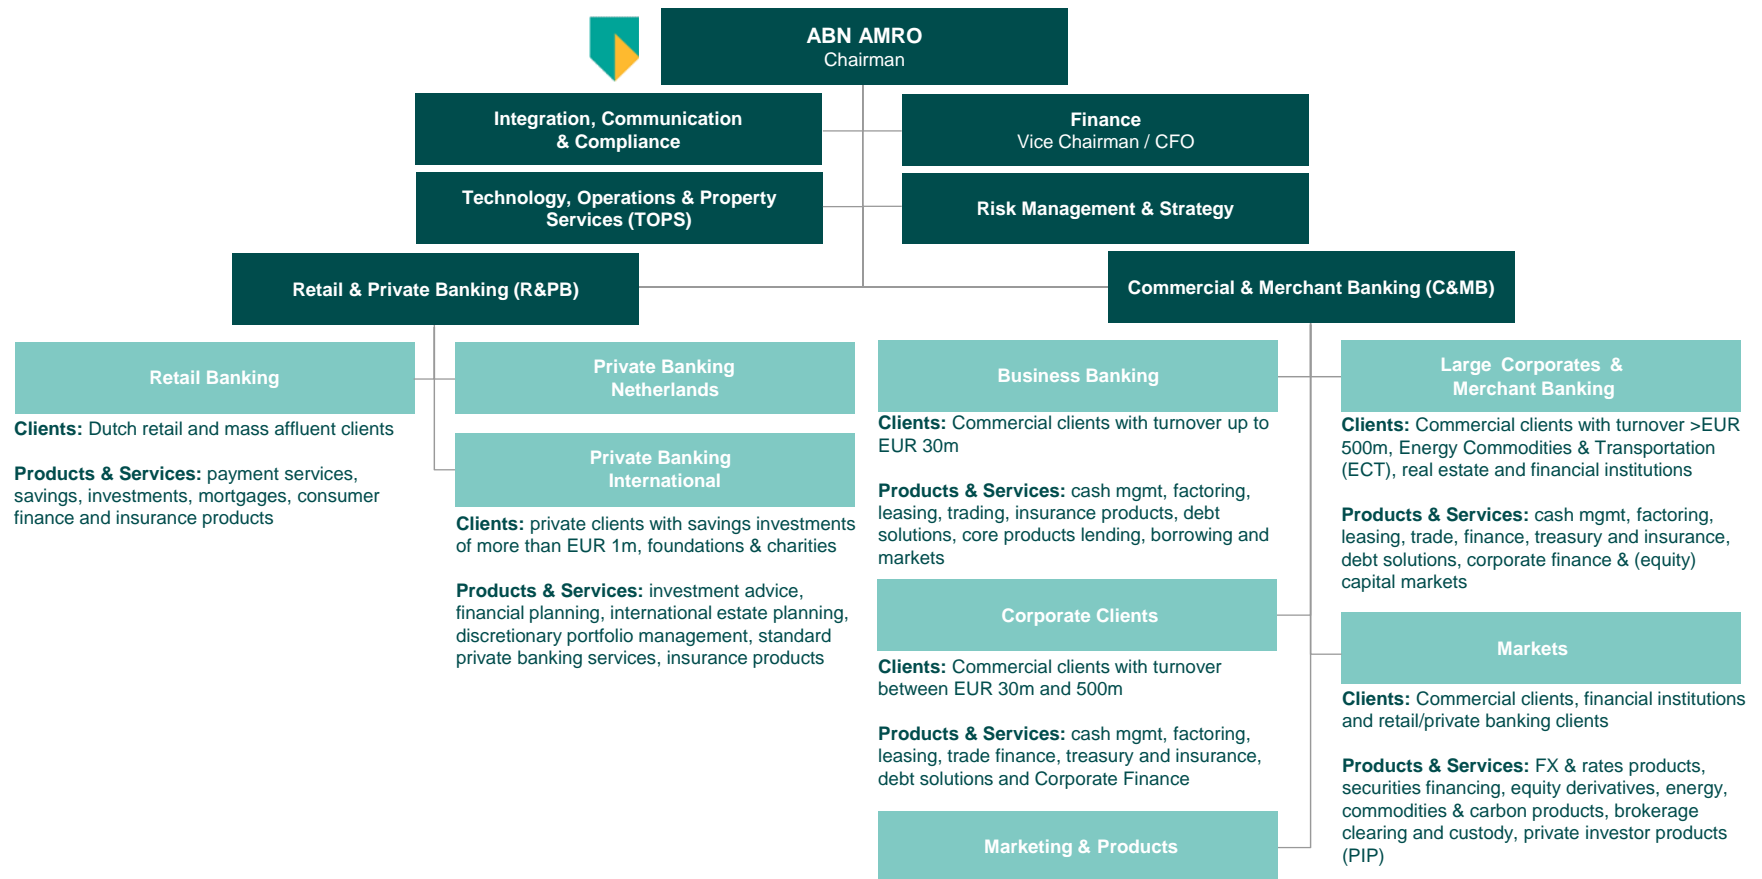 ABN AMRO
Chairman
Integration, Communication
& Compliance
Finance
Vice Chairman / CFO
Technology, Operations & Property
Services (TOPS)
Risk Management & Strategy
Retail & Private Banking (R&PB)
Commercial & Merchant Banking (C&MB)
Retail Banking
Clients: Dutch retail and mass affluent clients
Products & Services: payment services,
savings, investments, mortgages, consumer
finance and insurance products
Private Banking
Netherlands
Private Banking
International
Clients: private clients with savings investments
of more than EUR 1m, foundations & charities
Products & Services: investment advice,
financial planning, international estate planning,
discretionary portfolio management, standard
private banking services, insurance products
Business Banking
Clients: Commercial clients with turnover up to
EUR 30m
Products & Services: cash mgmt, factoring,
leasing, trading, insurance products, debt
solutions, core products lending, borrowing and
markets
Corporate Clients
Clients: Commercial clients with turnover
between EUR 30m and 500m
Products & Services: cash mgmt, factoring,
leasing, trade finance, treasury and insurance,
debt solutions and Corporate Finance
Marketing & Products
Large Corporates &
Merchant Banking
Clients: Commercial clients with turnover >EUR
500m, Energy Commodities & Transportation
(ECT), real estate and financial institutions
Products & Services: cash mgmt, factoring,
leasing, trade, finance, treasury and insurance,
debt solutions, corporate finance & (equity)
capital markets
Markets
Clients: Commercial clients, financial institutions
and retail/private banking clients
Products & Services: FX & rates products,
securities financing, equity derivatives, energy,
commodities & carbon products, brokerage
clearing and custody, private investor products
(PIP)